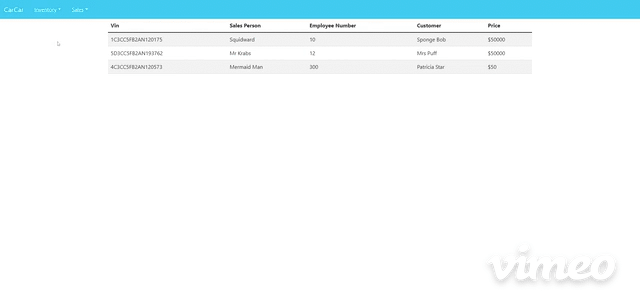 CarCar Inventory Sales
Vin Sales Person Employee Number Customer Price
1C3CC5FB2AN120175 Squidward 10 Sponge Bob $50000
5D3CC5FB2AN193762 Mr Krabs 12 Mrs Puff $50000
4C3CC5FB2AN120573 Mermaid Man 300 Patricia Star $50
vimeo